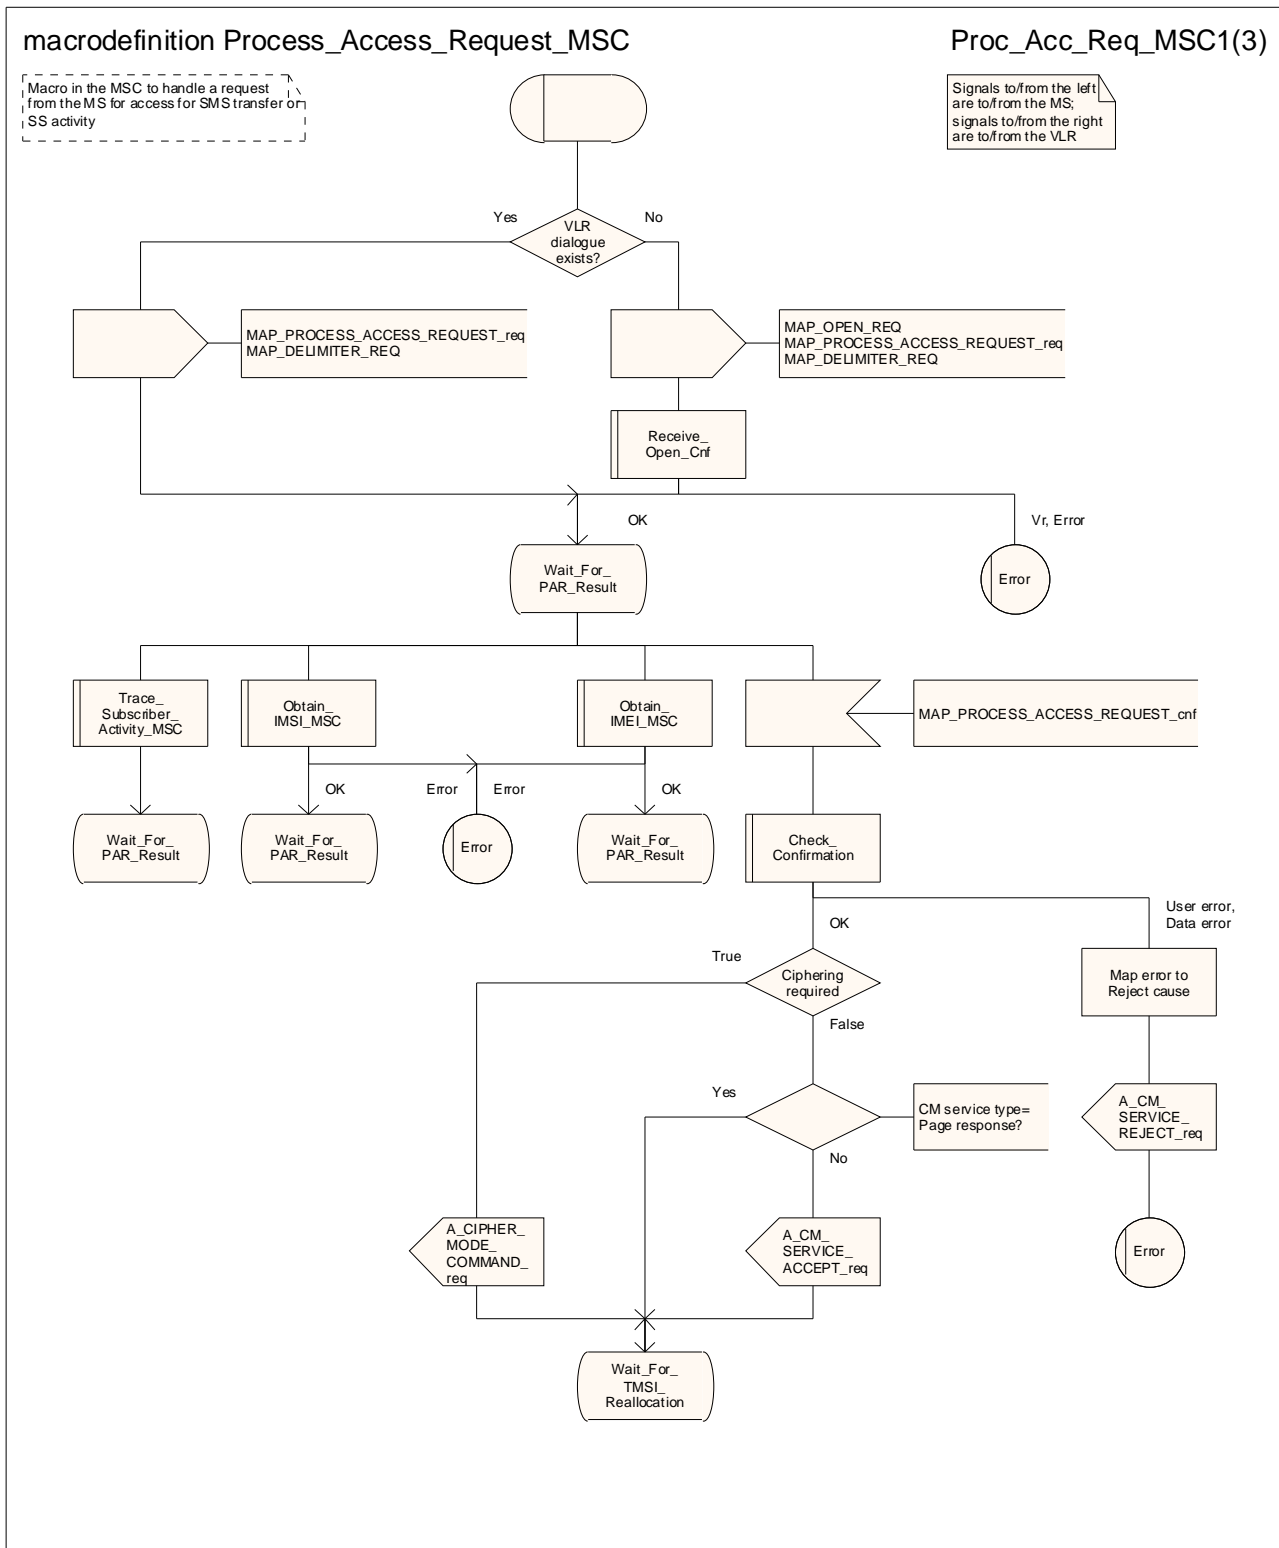 macrodefinition Process_Access_Request_MSC
Proc_Acc_Req_MSC1(3)
Macro in the MSC to handle a request
from the MS for access for SMS transfer or
SS activity
Signals to/from the left
are to/from the MS;
signals to/from the right
are to/from the VLR
Yes
No
VLR
dialogue
exists?
MAP_PROCESS_ACCESS_REQUEST_req
MAP_DELIMITER_REQ
MAP_OPEN_REQ
MAP_PROCESS_ACCESS_REQUEST_req
MAP_DELIMITER_REQ
Receive_
Open_Cnf
OK
Vr, Error
Wait_For_
PAR_Result
Error
Trace_
Subscriber_
Activity_MSC
Obtain_
IMSI_MSC
Obtain_
IMEI_MSC
MAP_PROCESS_ACCESS_REQUEST_cnf
OK
Error
Error
OK
Wait_For_
PAR_Result
Wait_For_
PAR_Result
Error
Wait_For_
PAR_Result
Check_
Confirmation
User error,
Data error
OK
True
Ciphering
required
Map error to
Reject cause
False
Yes
CM service type=
Page response?
A_CM_
SERVICE_
REJECT_req
No
A_CIPHER_
MODE_
COMMAND_
req
A_CM_
SERVICE_
ACCEPT_req
Error
Wait_For_
TMSI_
Reallocation